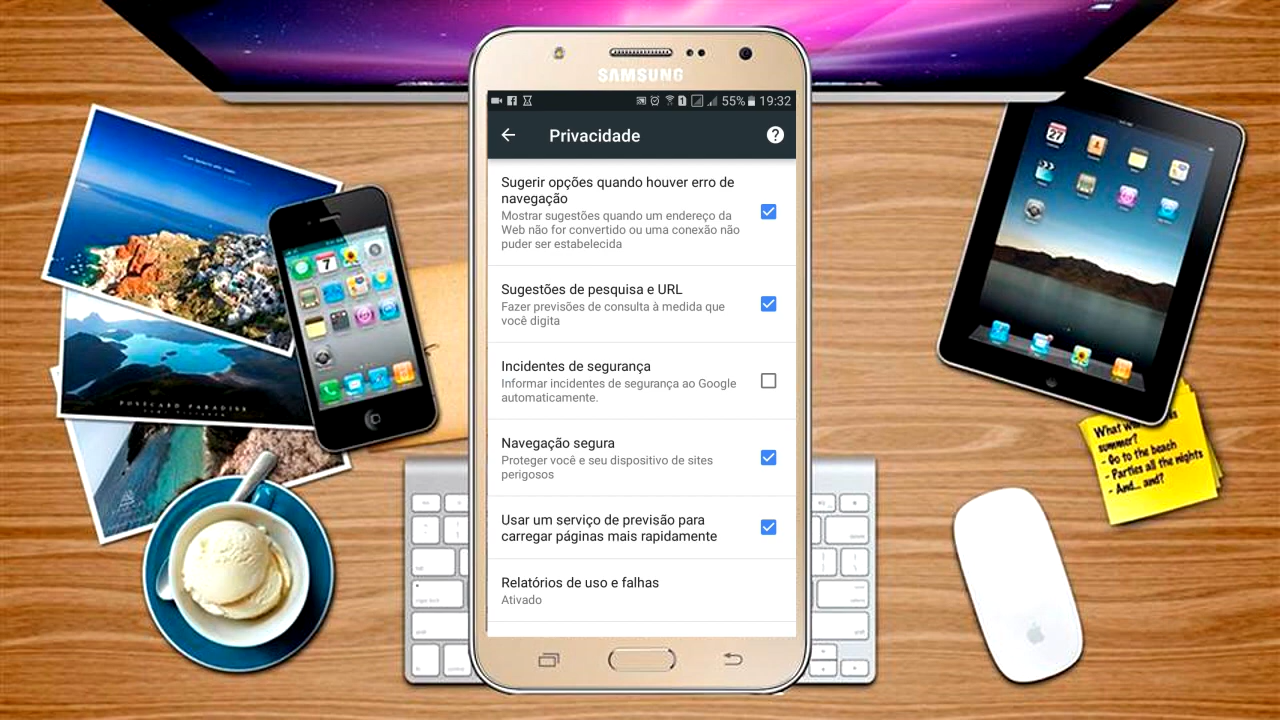 SAMSUNG
55% 19:32
Privacidade
Sugerir opções quando houver erro de
navegação
Mostrar sugestões quando um endereço da
Web não for convertido ou uma conexão não
puder ser estabelecida
Sugestões de pesquisa e URL
Fazer previsões de consulta à medida que
você digita
Incidentes de segurança
Informar incidentes de segurança ao Google
automaticamente.
Navegação segura
Proteger você e seu dispositivo de sites
perigosos
Usar um serviço de previsão para
carregar páginas mais rapidamente
Relatórios de uso e falhas
Ativado
POSTCARD PARADISE
7
27
What
summer?
- Go to the beach
- Parties all the nights
- And... and?